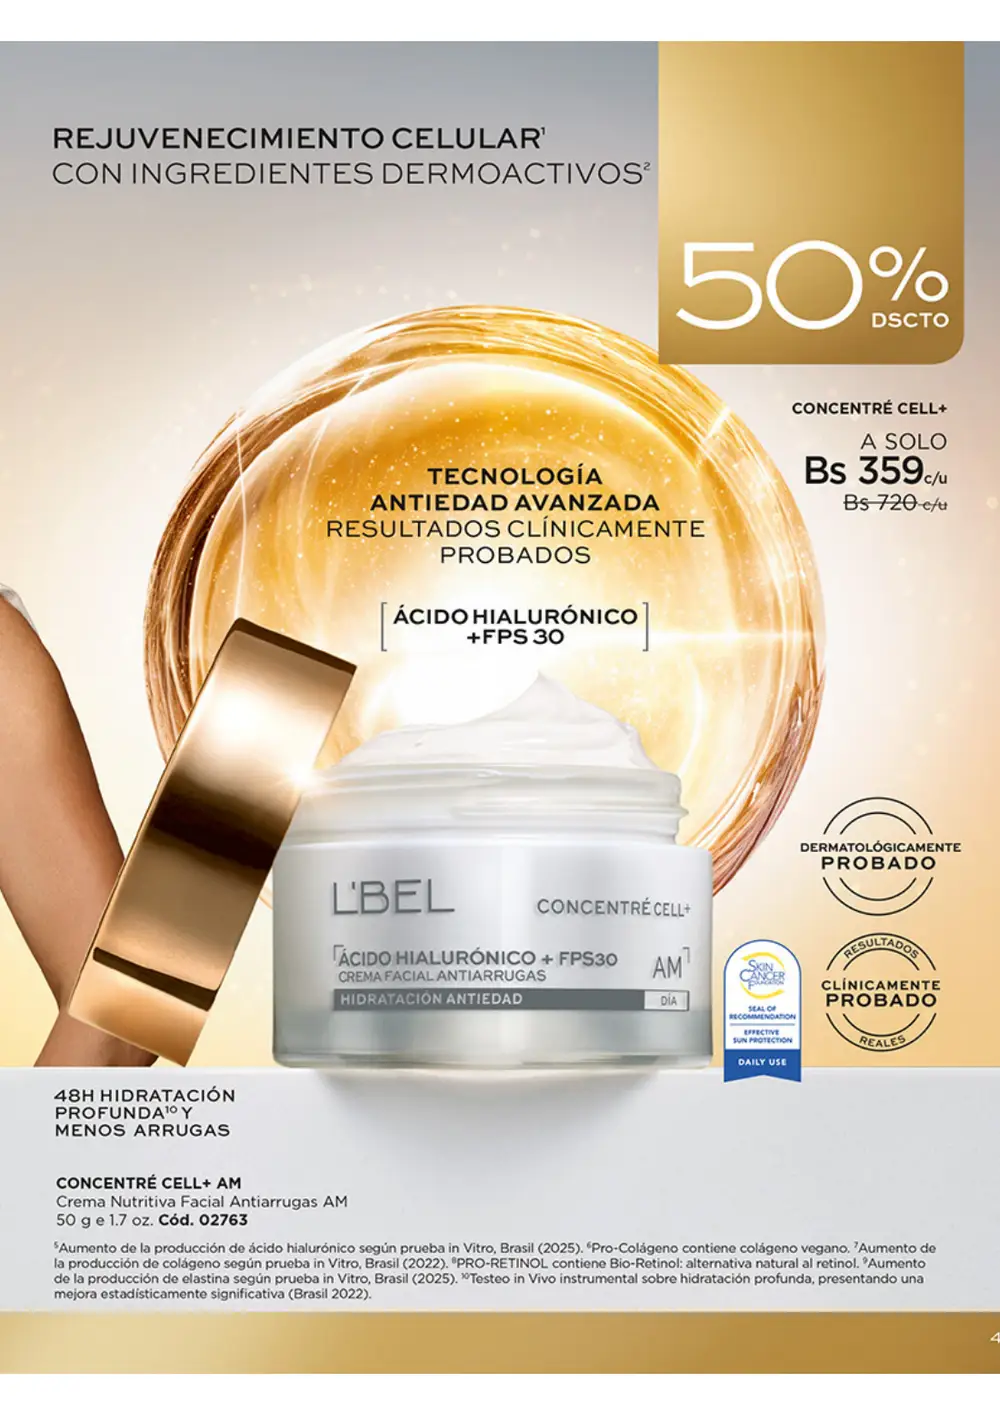 REJUVENECIMIENTO CELULAR¹
CON INGREDIENTES DERMOACTIVOS²
50%
DSCTO
CONCENTRÉ CELL+
A SOLO
Bs 359 c/u
Bs 720 c/u
TECNOLOGÍA
ANTIEDAD AVANZADA
RESULTADOS CLÍNICAMENTE
PROBADOS
[ÁCIDO HIALURÓNICO
+FPS 30]
L'BEL
CONCENTRÉ CELL+
ÁCIDO HIALURÓNICO + FPS30
CREMA FACIAL ANTIARRUGAS
AM
HIDRATACIÓN ANTIEDAD
DÍA
DERMATOLÓGICAMENTE
PROBADO
RESULTADOS
CLÍNICAMENTE
PROBADO
REALES
SKIN
CANCER
FOUNDATION
SEAL OF
RECOMMENDATION
EFFECTIVE
SUN PROTECTION
DAILY USE
48H HIDRATACIÓN
PROFUNDA¹⁰ Y
MENOS ARRUGAS
CONCENTRÉ CELL+ AM
Crema Nutritiva Facial Antiarrugas AM
50 g e 1.7 oz. Cód. 02763
⁵Aumento de la producción de ácido hialurónico según prueba in Vitro, Brasil (2025). ⁶Pro-Colágeno contiene colágeno vegano. ⁷Aumento de
la producción de colágeno según prueba in Vitro, Brasil (2022). ⁸PRO-RETINOL contiene Bio-Retinol: alternativa natural al retinol. ⁹Aumento
de la producción de elastina según prueba in Vitro, Brasil (2025). ¹⁰Testeo in Vivo instrumental sobre hidratación profunda, presentando una
mejora estadísticamente significativa (Brasil 2022).
4